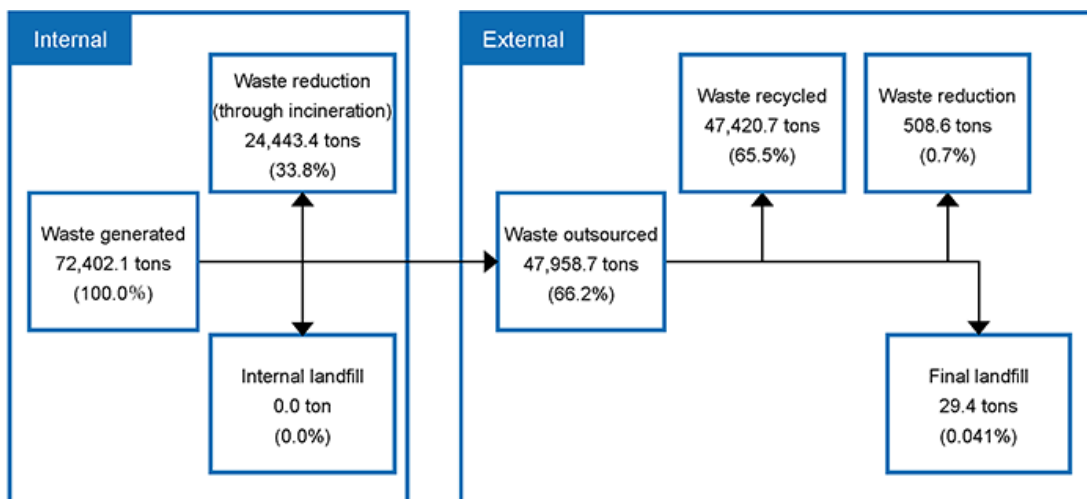 Internal
Waste reduction
(through incineration)
24,443.4 tons
(33.8%)
Waste generated
72,402.1 tons
(100.0%)
Internal landfill
0.0 ton
(0.0%)
External
Waste outsourced
47,958.7 tons
(66.2%)
Waste recycled
47,420.7 tons
(65.5%)
Waste reduction
508.6 tons
(0.7%)
Final landfill
29.4 tons
(0.041%)